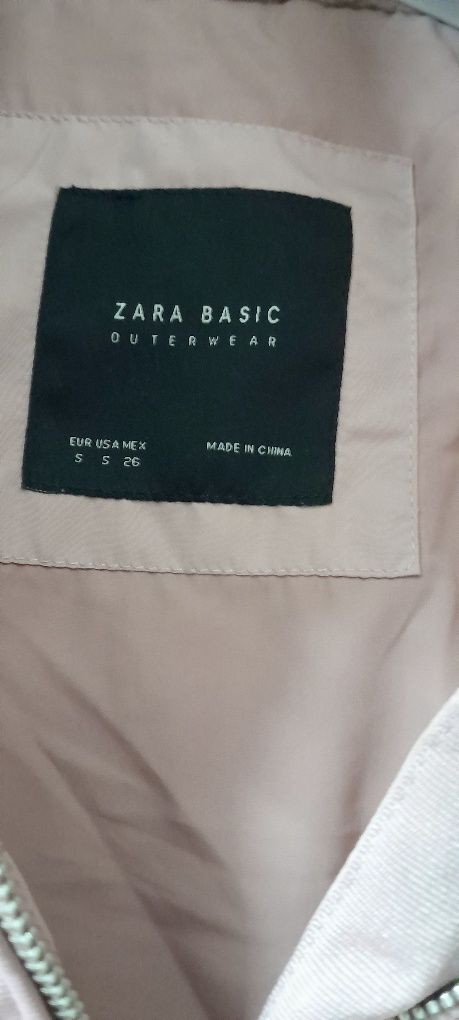 ZARA BASIC
OUTERWEAR
EUR USA MEX
S S 26
MADE IN CHINA